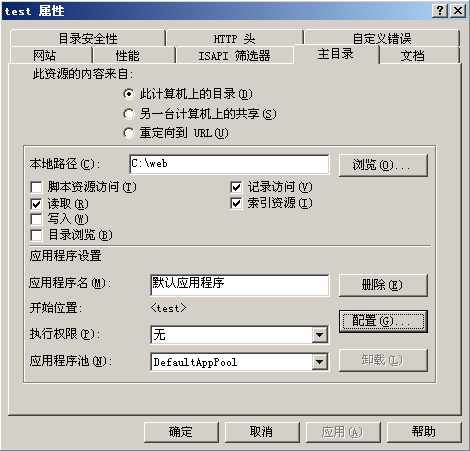 test 属性
目录安全性 HTTP 头 自定义错误
网站 性能 ISAPI 筛选器 主目录 文档
此资源的内容来自:
此计算机上的目录(D)
另一台计算机上的共享(S)
重定向到 URL(U)
本地路径(C): C:\web 浏览(O)...
脚本资源访问(T) 记录访问(V)
读取(R) 索引资源(I)
写入(W)
目录浏览(B)
应用程序设置
应用程序名(M): 默认应用程序 删除(E)
开始位置: <test>
配置(G)...
执行权限(P): 无
应用程序池(N): DefaultAppPool 卸载(L)
确定 取消 应用(A) 帮助